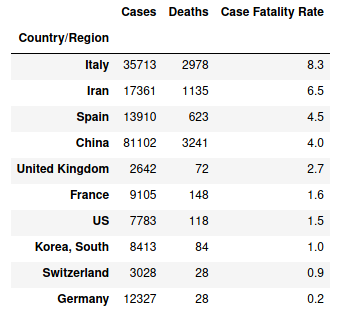 Cases Deaths Case Fatality Rate
Country/Region
Italy 35713 2978 8.3
Iran 17361 1135 6.5
Spain 13910 623 4.5
China 81102 3241 4.0
United Kingdom 2642 72 2.7
France 9105 148 1.6
US 7783 118 1.5
Korea, South 8413 84 1.0
Switzerland 3028 28 0.9
Germany 12327 28 0.2